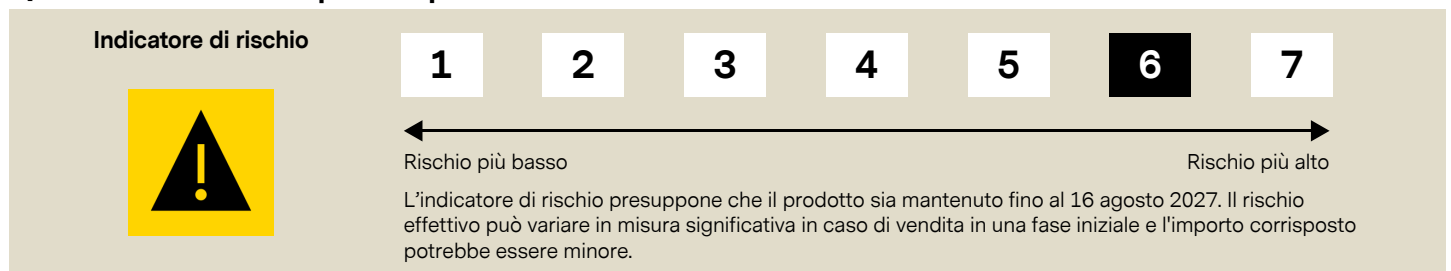 Indicatore di rischio
1 2 3 4 5 6 7
Rischio più basso Rischio più alto
L'indicatore di rischio presuppone che il prodotto sia mantenuto fino al 16 agosto 2027. Il rischio
effettivo può variare in misura significativa in caso di vendita in una fase iniziale e l'importo corrisposto
potrebbe essere minore.